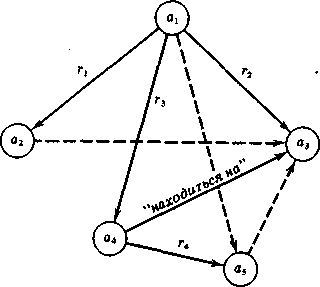 a₁
r₁
r₂
r₃
a₂
a₃
"находиться на"
a₄
r₄
a₅